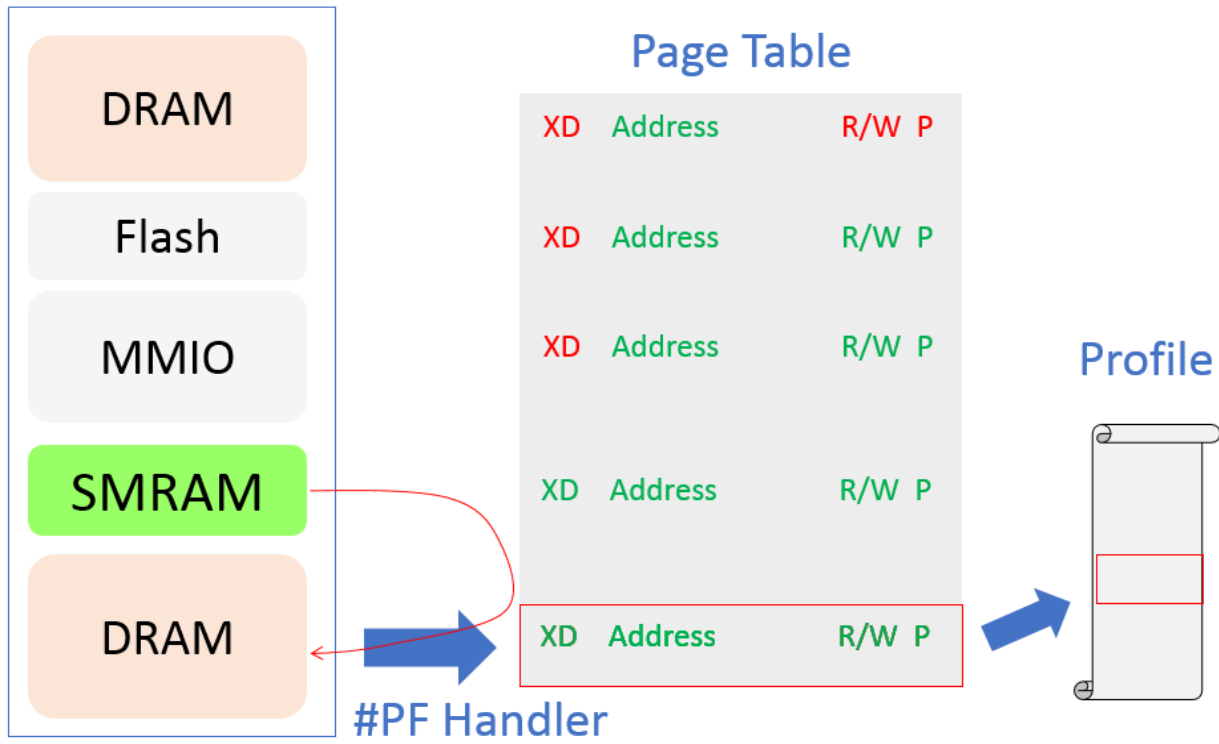 DRAM
Flash
MMIO
SMRAM
DRAM
#PF Handler
Page Table
XD Address R/W P
XD Address R/W P
XD Address R/W P
XD Address R/W P
XD Address R/W P
Profile